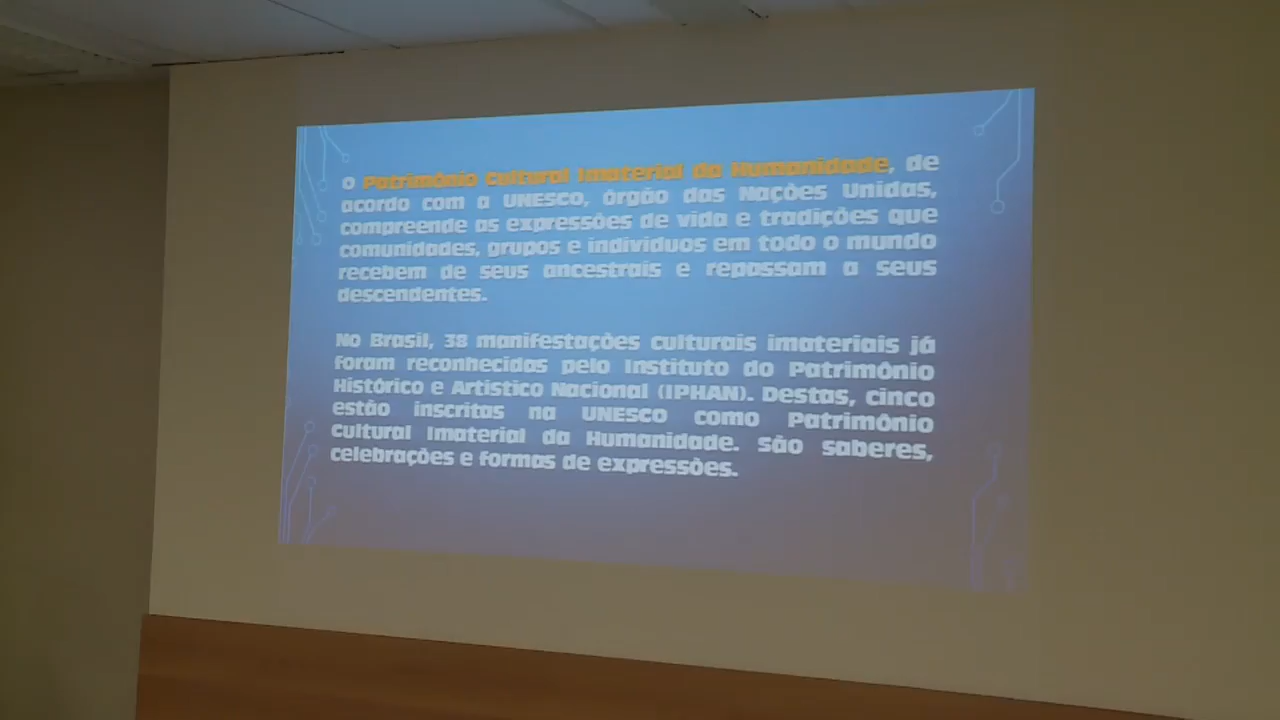 O Patrimônio Cultural Imaterial da Humanidade, de
acordo com a UNESCO, órgão das Nações Unidas,
compreende as expressões de vida e tradições que
comunidades, grupos e indivíduos em todo o mundo
recebem de seus ancestrais e repassam a seus
descendentes.
No Brasil, 38 manifestações culturais imateriais já
foram reconhecidas pelo Instituto do Patrimônio
Histórico e Artístico Nacional (IPHAN). Destas, cinco
estão inscritas na UNESCO como Patrimônio
Cultural Imaterial da Humanidade. São saberes,
celebrações e formas de expressões.